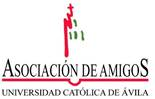 ASOCIACIÓN DE AMIGOS
UNIVERSIDAD CATÓLICA DE ÁVILA